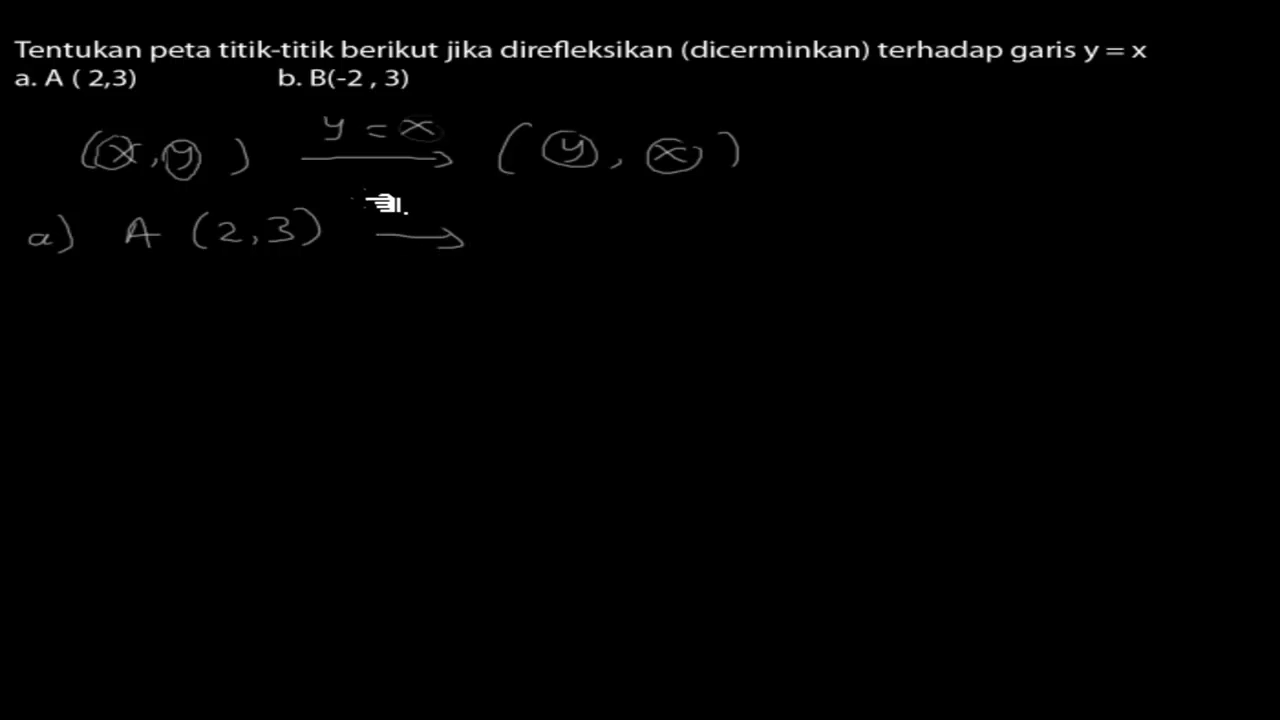 Tentukan peta titik-titik berikut jika direfleksikan (dicerminkan) terhadap garis y = x
a. A ( 2,3) b. B(-2 , 3)
(x, y) y = x → (y, x)
a) A (2,3) →